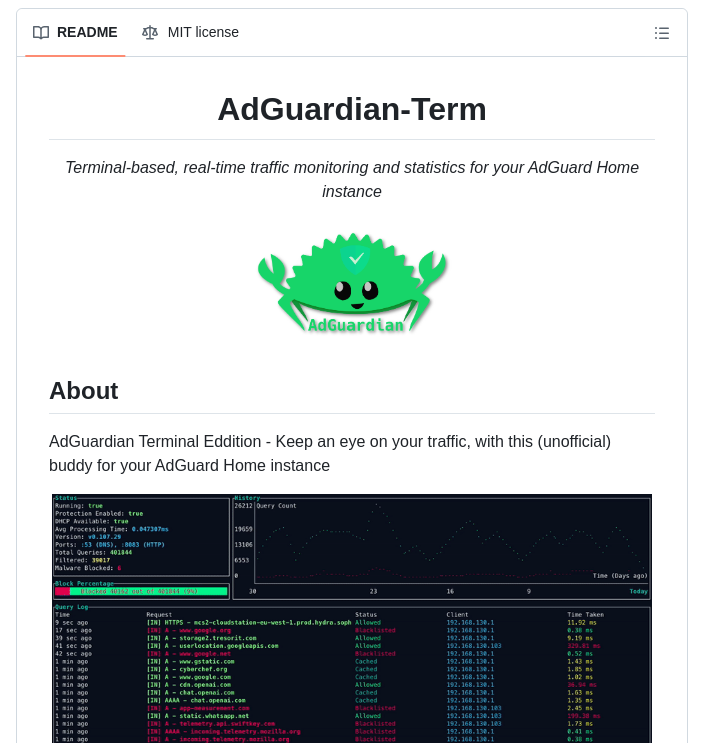 README
MIT license
AdGuardian-Term
Terminal-based, real-time traffic monitoring and statistics for your AdGuard Home
instance
AdGuardian
About
AdGuardian Terminal Eddition - Keep an eye on your traffic, with this (unofficial)
buddy for your AdGuard Home instance
Status
Running: true
Protection Enabled: true
DHCP Available: true
Avg Processing Time: 0.047307ms
Version: v0.107.29
Ports: :53 (DNS), :8083 (HTTP)
Total Queries: 401844
Filtered: 39017
Malware Blocked: 0
Block Percentage
Blocked 40162 out of 401844 (9%)
History
26212 Query Count
19659
13106
6553
0
Time (Days ago)
30 23 16 9 Today
Query Log
Time Request Status Client Time Taken
9 sec ago [IN] HTTPS - ncs2-cloudstation-eu-west-1.prod.hydra.soph Allowed 192.168.130.1 11.92 ms
17 sec ago [IN] A - www.google.org Blacklisted 192.168.130.1 0.38 ms
39 sec ago [IN] A - storage2.tresorit.com Allowed 192.168.130.1 9.19 ms
41 sec ago [IN] A - userlocation.googleapis.com Allowed 192.168.130.103 329.81 ms
42 sec ago [IN] A - www.google.net Blacklisted 192.168.130.1 0.52 ms
1 min ago [IN] A - www.gstatic.com Cached 192.168.130.1 1.43 ms
1 min ago [IN] A - cyberchef.org Cached 192.168.130.1 1.85 ms
1 min ago [IN] A - www.google.com Cached 192.168.130.1 1.02 ms
1 min ago [IN] A - cdn.openai.com Allowed 192.168.130.1 ms
1 min ago [IN] A - chat.openai.com Cached 192.168.130.1 1.63 ms
1 min ago [IN] AAAA - chat.openai.com Cached 192.168.130.1 1.35 ms
1 min ago [IN] A - app-measurement.com Blacklisted 192.168.130.103 2.45 ms
1 min ago [IN] A - static.whatsapp.net Allowed 192.168.130.103 ms
1 min ago [IN] A - telemetry.api.swiftkey.com Blacklisted 192.168.130.103 1.73 ms
1 min ago [IN] AAAA - incoming.telemetry.mozilla.org Blacklisted 192.168.130.1 0.41 ms
1 min ago [IN] A - incoming.telemetry.mozilla.org Blacklisted 192.168.130.1 0.38 ms